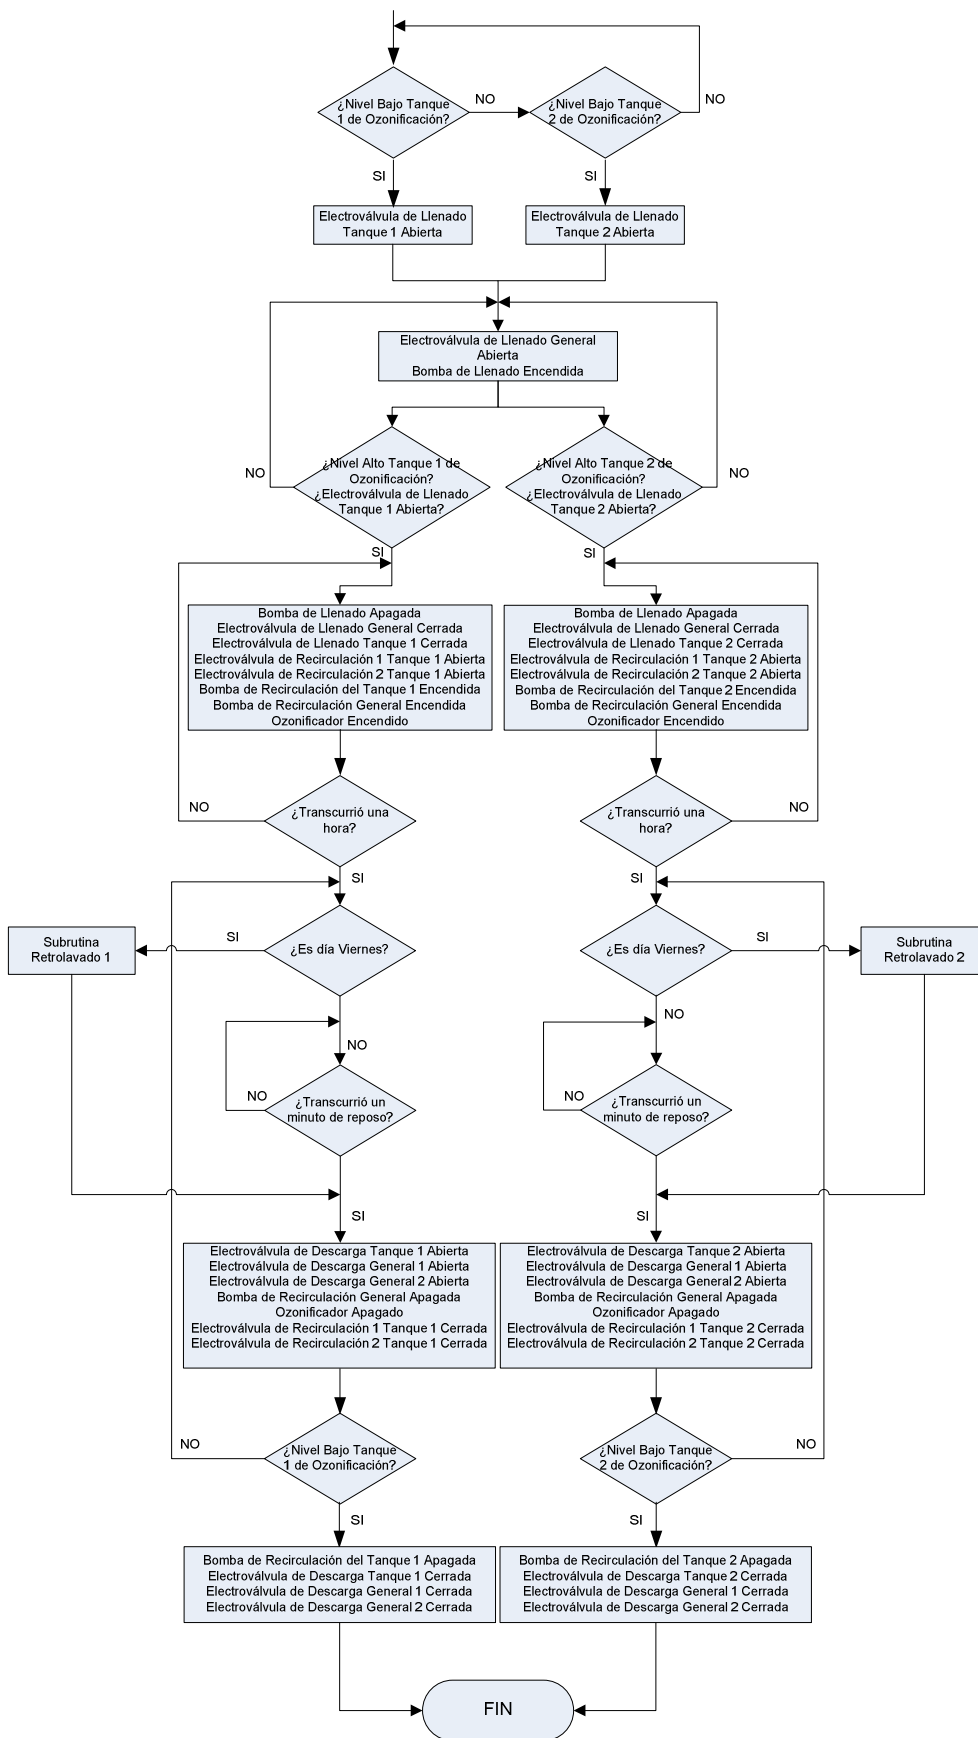 ¿Nivel Bajo Tanque
1 de Ozonificación?
NO
¿Nivel Bajo Tanque
2 de Ozonificación?
NO
SI
SI
Electroválvula de Llenado
Tanque 1 Abierta
Electroválvula de Llenado
Tanque 2 Abierta
Electroválvula de Llenado General
Abierta
Bomba de Llenado Encendida
NO
¿Nivel Alto Tanque 1 de
Ozonificación?
¿Electroválvula de Llenado
Tanque 1 Abierta?
¿Nivel Alto Tanque 2 de
Ozonificación?
¿Electroválvula de Llenado
Tanque 2 Abierta?
NO
SI
SI
Bomba de Llenado Apagada
Electroválvula de Llenado General Cerrada
Electroválvula de Llenado Tanque 1 Cerrada
Electroválvula de Recirculación 1 Tanque 1 Abierta
Electroválvula de Recirculación 2 Tanque 1 Abierta
Bomba de Recirculación del Tanque 1 Encendida
Bomba de Recirculación General Encendida
Ozonificador Encendido
Bomba de Llenado Apagada
Electroválvula de Llenado General Cerrada
Electroválvula de Llenado Tanque 2 Cerrada
Electroválvula de Recirculación 1 Tanque 2 Abierta
Electroválvula de Recirculación 2 Tanque 2 Abierta
Bomba de Recirculación del Tanque 2 Encendida
Bomba de Recirculación General Encendida
Ozonificador Encendido
NO
¿Transcurrió una
hora?
¿Transcurrió una
hora?
NO
SI
SI
Subrutina
Retrolavado 1
SI
¿Es día Viernes?
¿Es día Viernes?
SI
Subrutina
Retrolavado 2
NO
NO
NO
¿Transcurrió un
minuto de reposo?
NO
¿Transcurrió un
minuto de reposo?
SI
SI
Electroválvula de Descarga Tanque 1 Abierta
Electroválvula de Descarga General 1 Abierta
Electroválvula de Descarga General 2 Abierta
Bomba de Recirculación General Apagada
Ozonificador Apagado
Electroválvula de Recirculación 1 Tanque 1 Cerrada
Electroválvula de Recirculación 2 Tanque 1 Cerrada
Electroválvula de Descarga Tanque 2 Abierta
Electroválvula de Descarga General 1 Abierta
Electroválvula de Descarga General 2 Abierta
Bomba de Recirculación General Apagada
Ozonificador Apagado
Electroválvula de Recirculación 1 Tanque 2 Cerrada
Electroválvula de Recirculación 2 Tanque 2 Cerrada
NO
¿Nivel Bajo Tanque
1 de Ozonificación?
¿Nivel Bajo Tanque
2 de Ozonificación?
NO
SI
SI
Bomba de Recirculación del Tanque 1 Apagada
Electroválvula de Descarga Tanque 1 Cerrada
Electroválvula de Descarga General 1 Cerrada
Electroválvula de Descarga General 2 Cerrada
Bomba de Recirculación del Tanque 2 Apagada
Electroválvula de Descarga Tanque 2 Cerrada
Electroválvula de Descarga General 1 Cerrada
Electroválvula de Descarga General 2 Cerrada
FIN